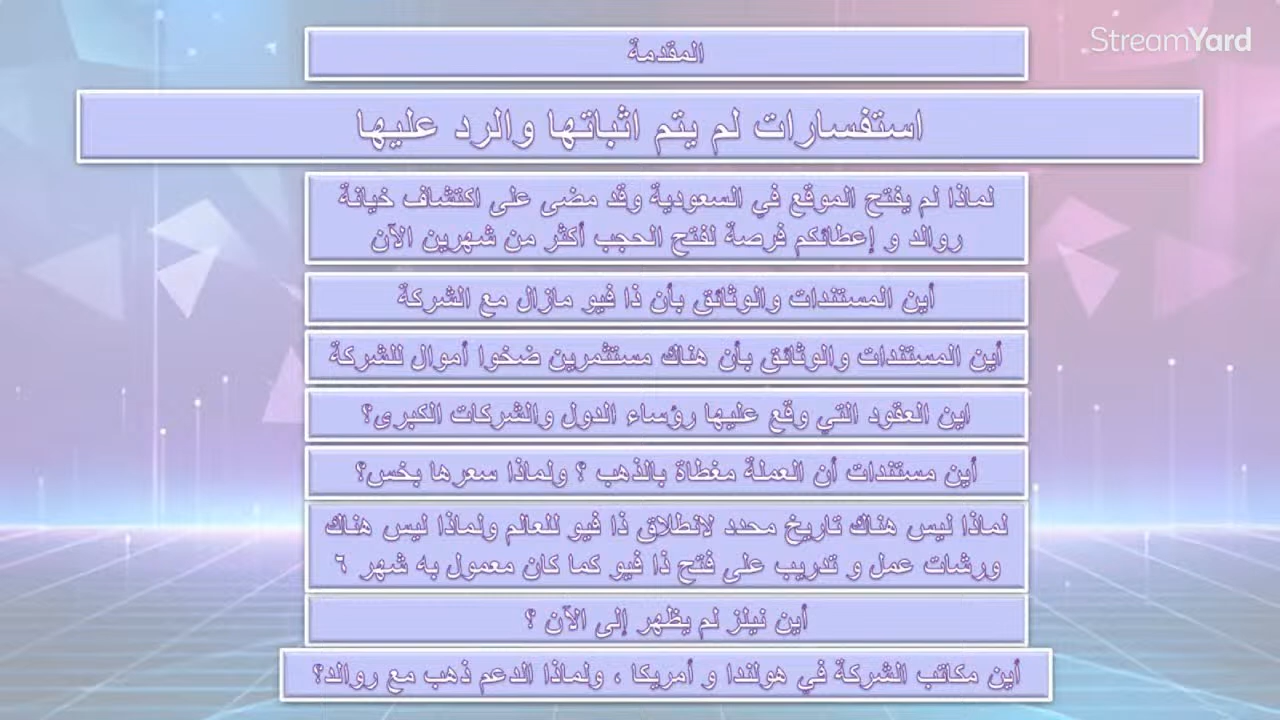 StreamYard
المقدمة
استفسارات لم يتم اثباتها والرد عليها
لماذا لم يفتح الموقع في السعودية وقد مضى على اكتشاف خيانة
روالد و إعطائكم فرصة لفتح الحجب أكثر من شهرين الآن
أين المستندات والوثائق بأن ذا فيو مازال مع الشركة
أين المستندات والوثائق بأن هناك مستثمرين ضخوا أموال للشركة
اين العقود التي وقع عليها رؤساء الدول والشركات الكبرى؟
أين مستندات أن العملة مغطاة بالذهب ؟ ولماذا سعرها بخس؟
لماذا ليس هناك تاريخ محدد لانطلاق ذا فيو للعالم ولماذا ليس هناك
ورشات عمل و تدريب على فتح ذا فيو كما كان معمول به شهر ٦
أين نيلز لم يظهر إلى الآن ؟
أين مكاتب الشركة في هولندا و أمريكا ، ولماذا الدعم ذهب مع روالد؟